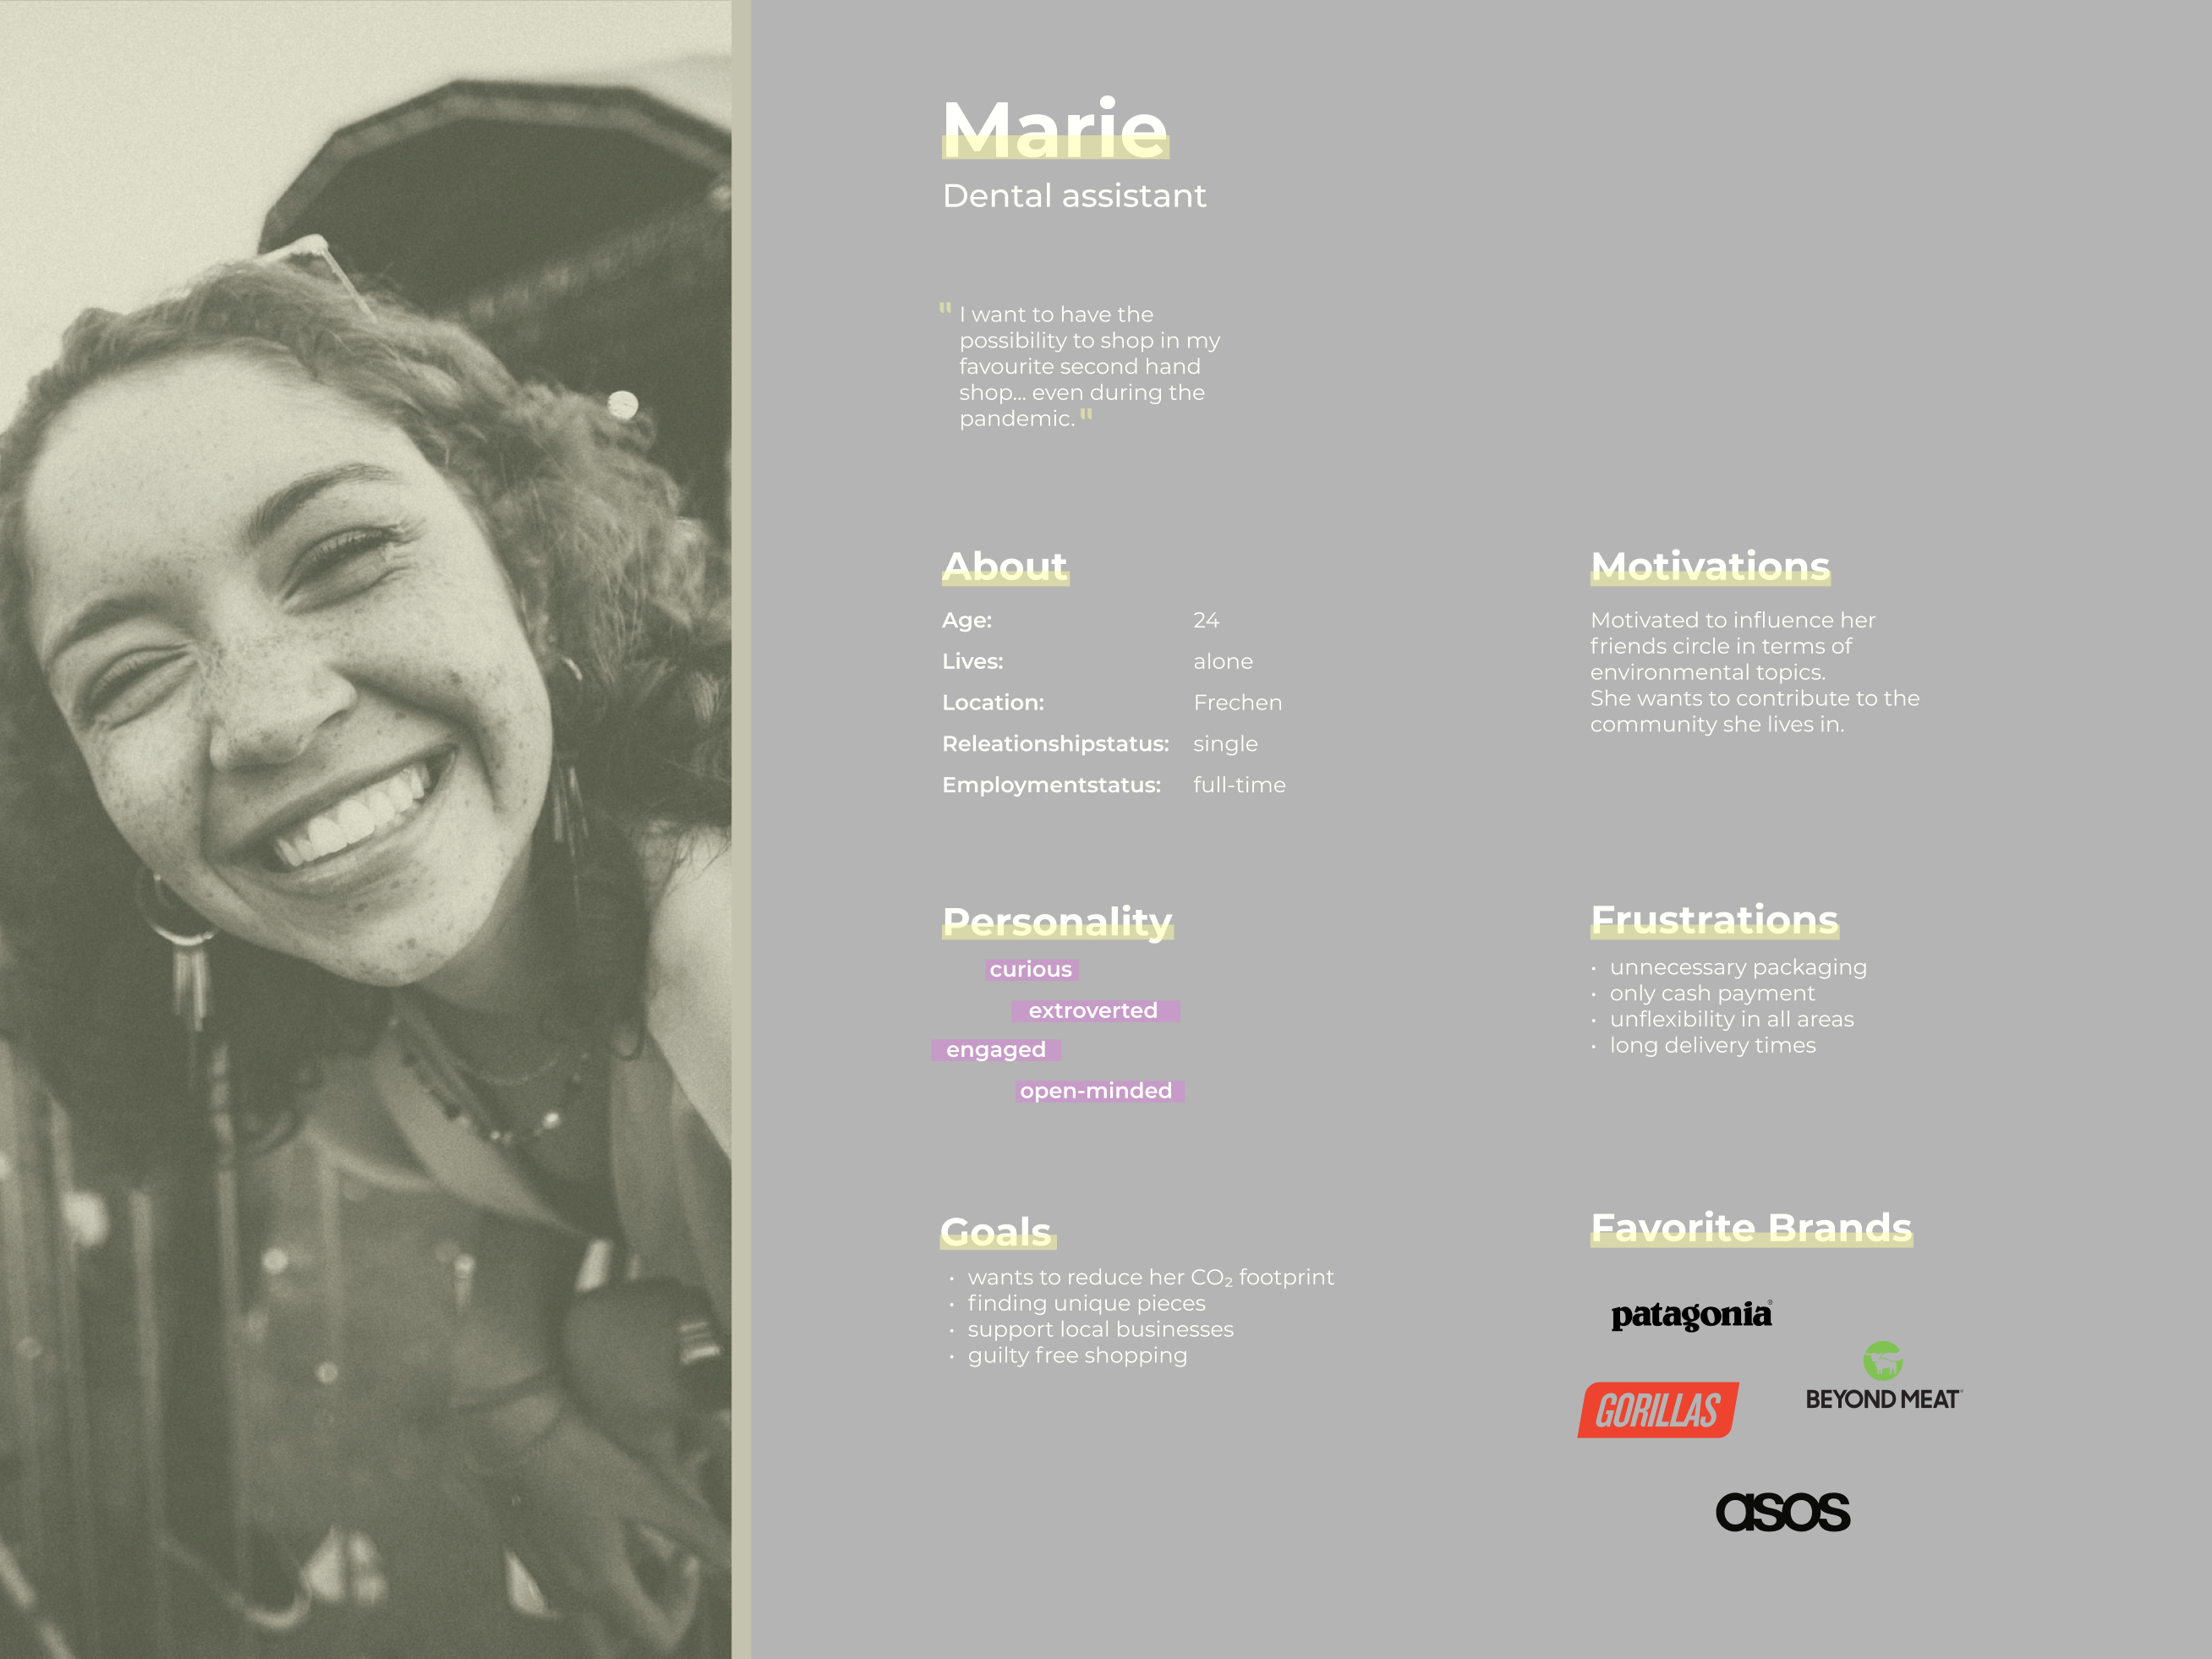 Marie
Dental assistant
" I want to have the
possibility to shop in my
favourite second hand
shop... even during the
pandemic. "
About
Age: 24
Lives: alone
Location: Frechen
Releationshipstatus: single
Employmentstatus: full-time
Motivations
Motivated to influence her
friends circle in terms of
environmental topics.
She wants to contribute to the
community she lives in.
Personality
curious
extroverted
engaged
open-minded
Frustrations
• unnecessary packaging
• only cash payment
• unflexibility in all areas
• long delivery times
Goals
• wants to reduce her CO₂ footprint
• finding unique pieces
• support local businesses
• guilty free shopping
Favorite Brands
patagonia®
BEYOND MEAT®
GORILLAS
asos